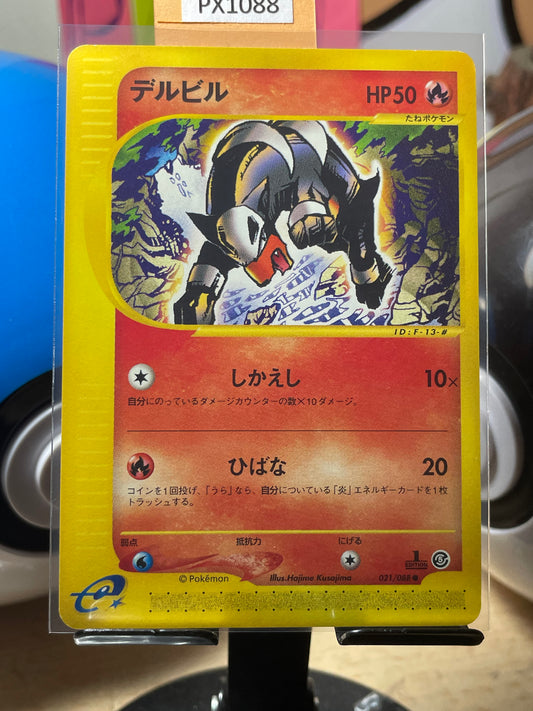 PX1088
デルビル HP50
たねポケモン
ID:F-13-#
しかえし 10×
自分にのっているダメージカウンターの数×10ダメージ。
ひばな 20
コインを1回投げ、「うら」なら、自分についている「炎」エネルギーカードを1枚
トラッシュする。
弱点 抵抗力 にげる
1 EDITION
5
© Pokémon Illus.Hajime Kusajima 021/088 ●
e